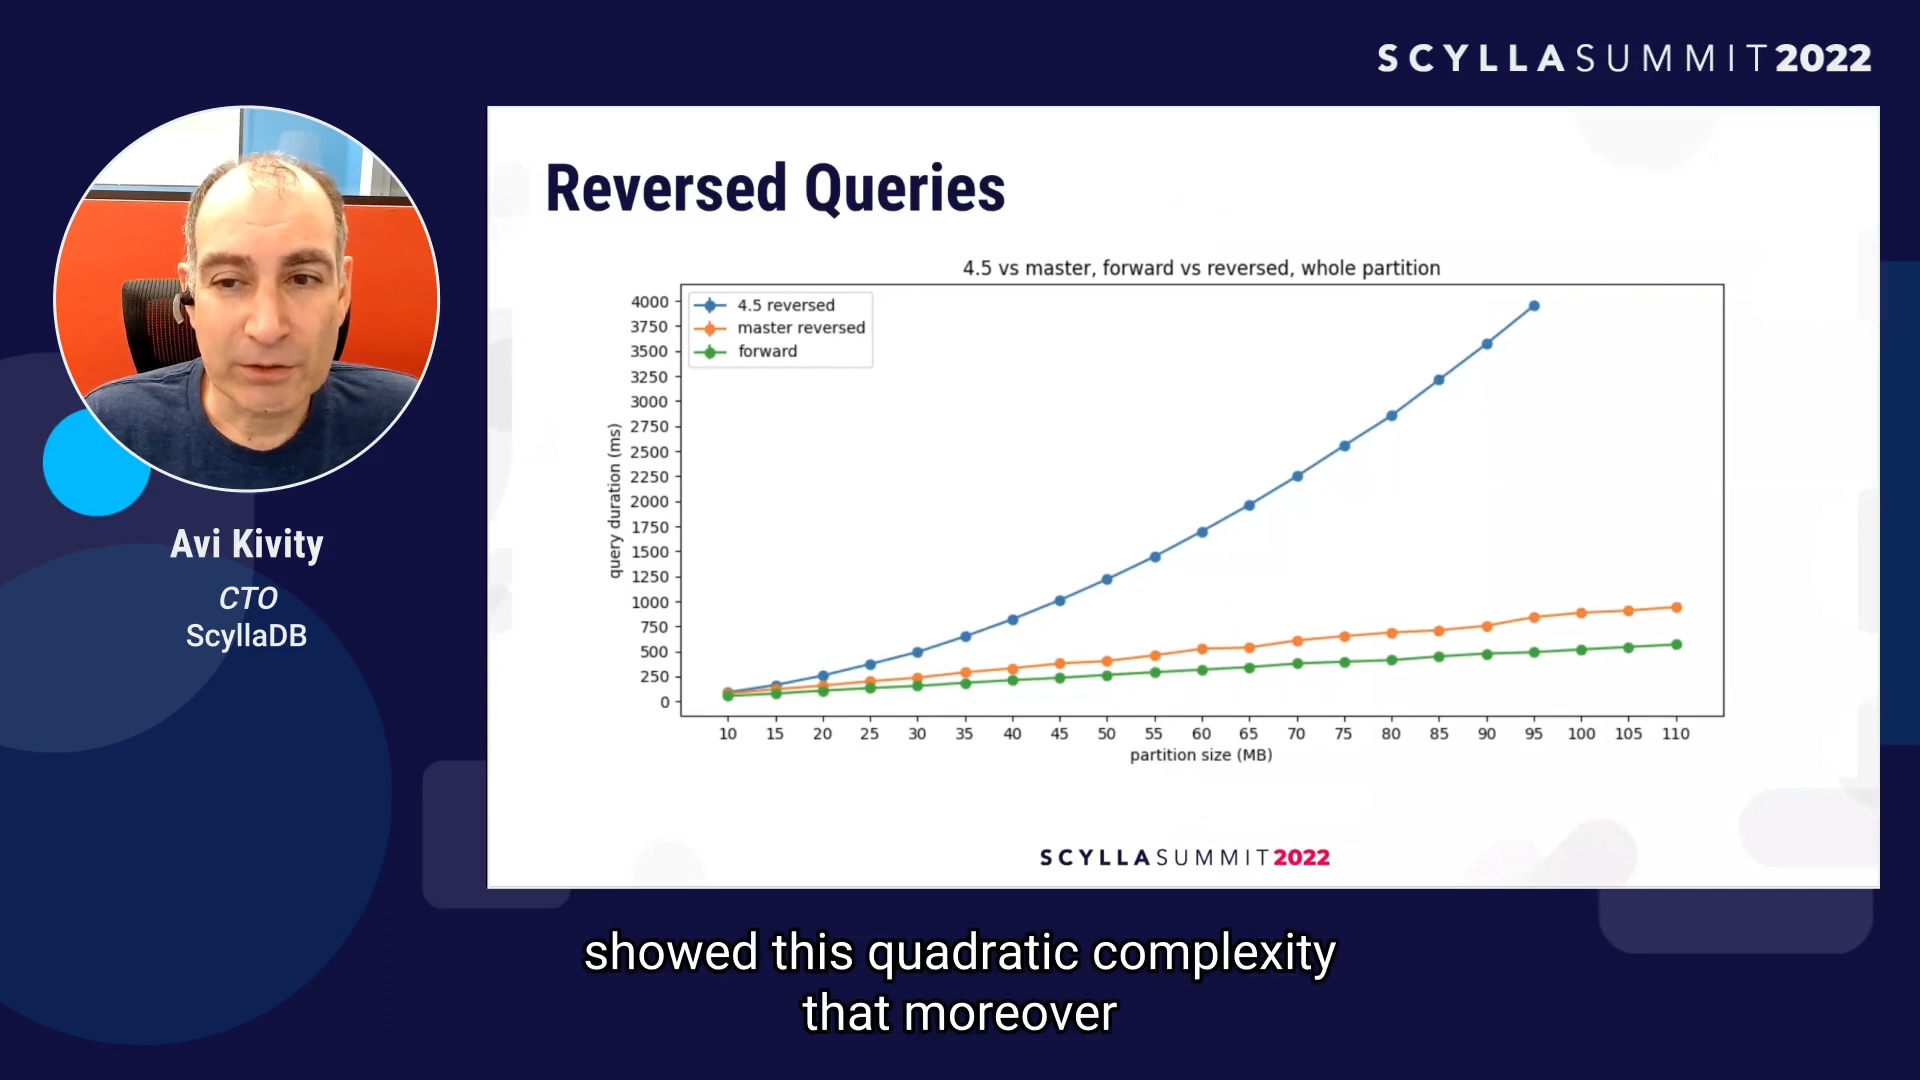 SCYLLASUMMIT2022
Reversed Queries
4.5 vs master, forward vs reversed, whole partition
4.5 reversed
master reversed
forward
query duration (ms)
4000
3750
3500
3250
3000
2750
2500
2250
2000
1750
1500
1250
1000
750
500
250
0
10 15 20 25 30 35 40 45 50 55 60 65 70 75 80 85 90 95 100 105 110
partition size (MB)
SCYLLASUMMIT2022
Avi Kivity
CTO
ScyllaDB
showed this quadratic complexity
that moreover